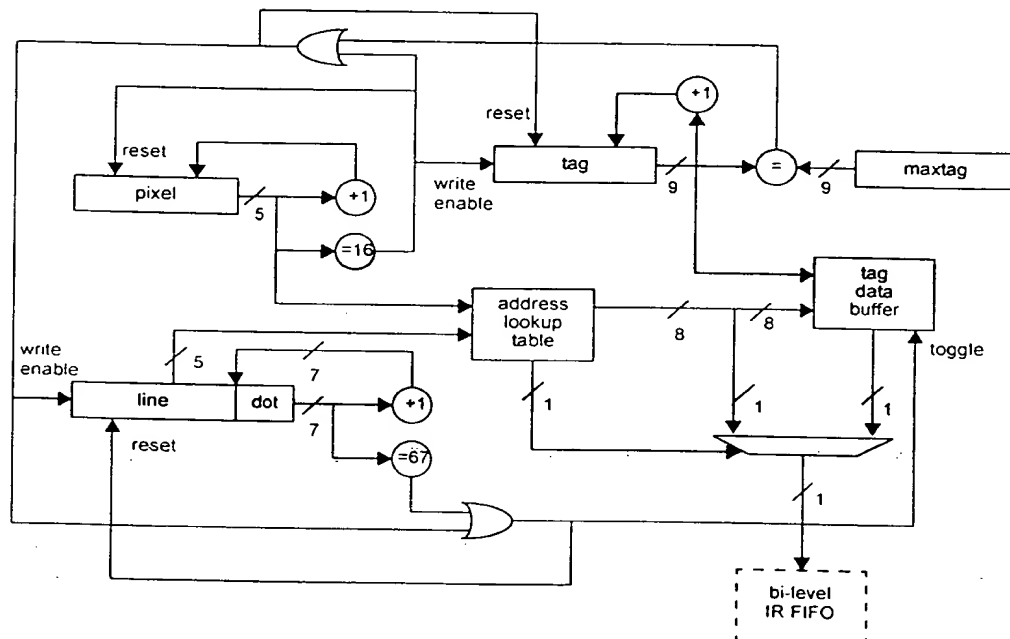 +1
reset
reset
tag
=
maxtag
pixel
+1
write
enable
9
9
5
=16
address
lookup
table
tag
data
buffer
8
8
write
enable
5
7
toggle
line
dot
+1
1
1
1
7
reset
=67
1
bi-level
IR FIFO